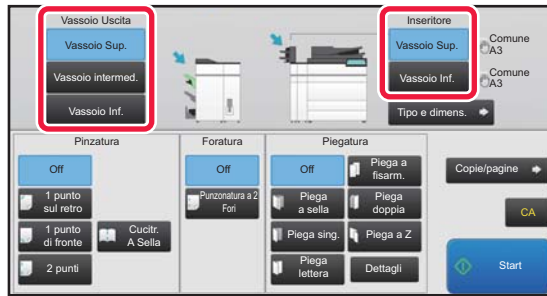 Vassoio Uscita
Vassoio Sup.
Vassoio intermed.
Vassoio Inf.
Inseritore
Vassoio Sup.
Comune
A3
Vassoio Inf.
Comune
A3
Tipo e dimens.
Pinzatura
Off
1 punto
sul retro
1 punto
di fronte
Cucitr.
A Sella
2 punti
Foratura
Off
Punzonatura a 2
Fori
Piegatura
Off
Piega a
fisarm.
Piega
a sella
Piega
doppia
Piega sing.
Piega a Z
Piega
lettera
Dettagli
Copie/pagine
CA
Start